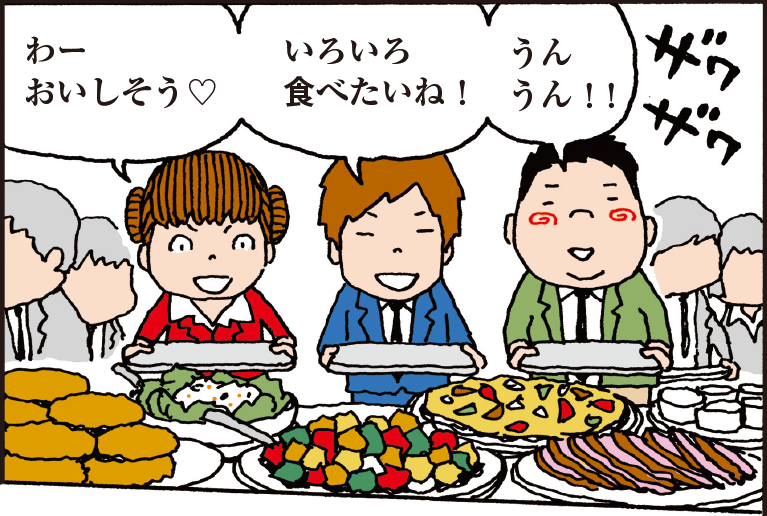 わー
おいしそう♡
いろいろ
食べたいね！
うん
うん！！
ザワ
ザワ